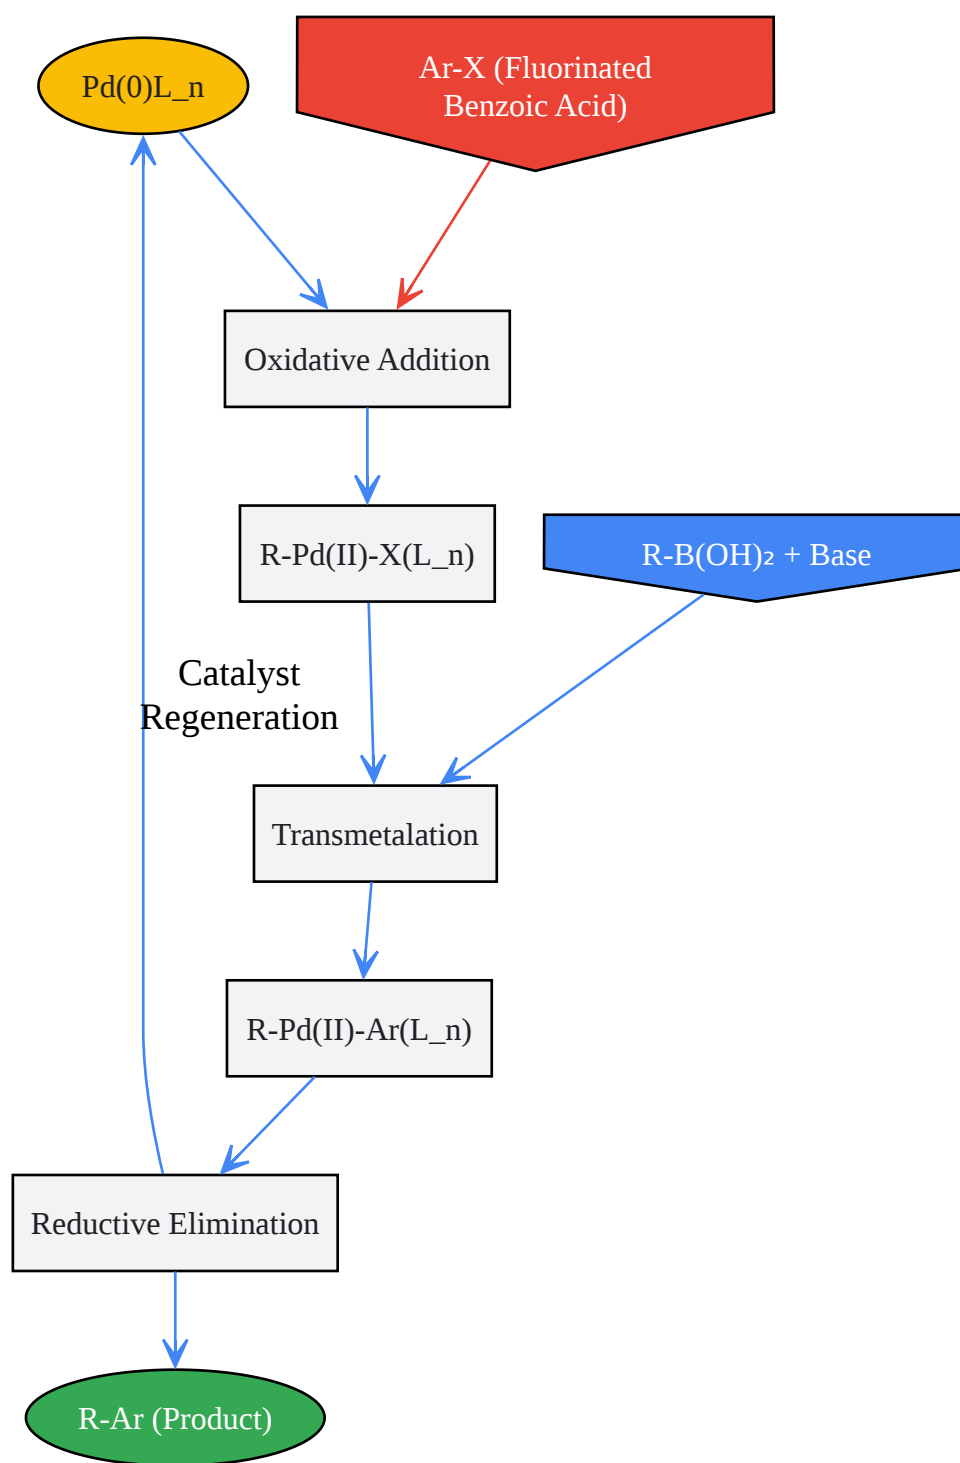 Pd(0)L_n
Ar-X (Fluorinated
Benzoic Acid)
Oxidative Addition
R-Pd(II)-X(L_n)
R-B(OH)₂ + Base
Catalyst
Regeneration
Transmetalation
R-Pd(II)-Ar(L_n)
Reductive Elimination
R-Ar (Product)